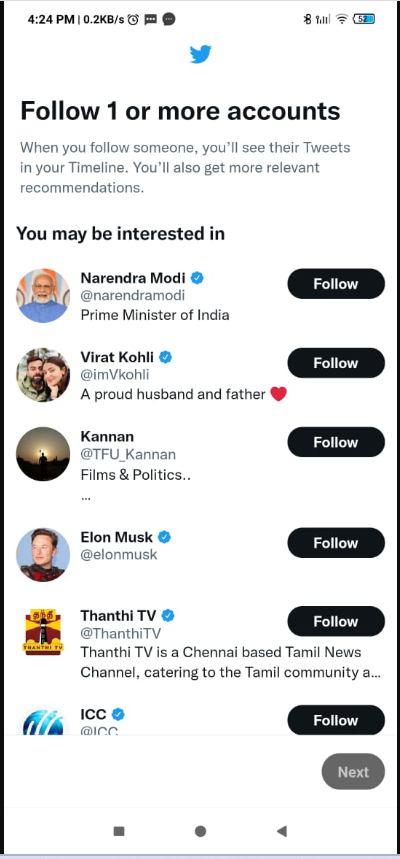 4:24 PM | 0.2KB/s
52
Follow 1 or more accounts
When you follow someone, you'll see their Tweets
in your Timeline. You'll also get more relevant
recommendations.
You may be interested in
Narendra Modi
@narendramodi
Prime Minister of India
Follow
Virat Kohli
@imVkohli
A proud husband and father ❤️
Follow
Kannan
@TFU_Kannan
Films & Politics..
...
Follow
Elon Musk
@elonmusk
Follow
தந்தி
THANTHI TV
Thanthi TV
@ThanthiTV
Thanthi TV is a Chennai based Tamil News
Channel, catering to the Tamil community a...
Follow
ICC
@ICC
Follow
Next